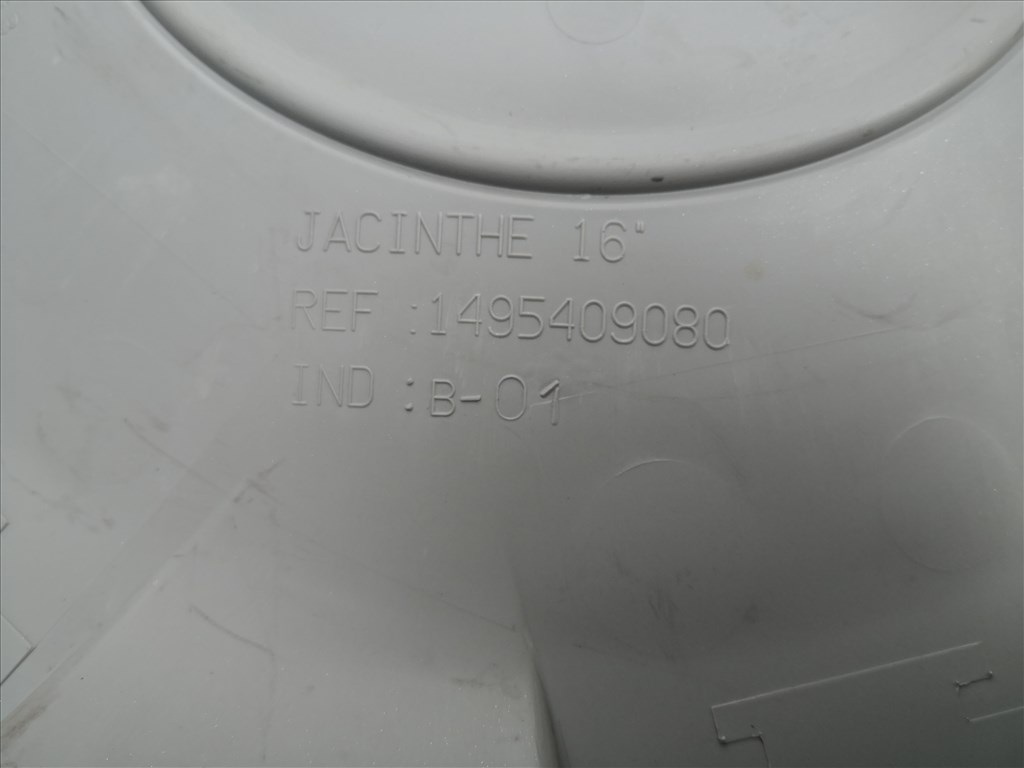 JACINTHE 16"
REF :1495409080
IND :B-01